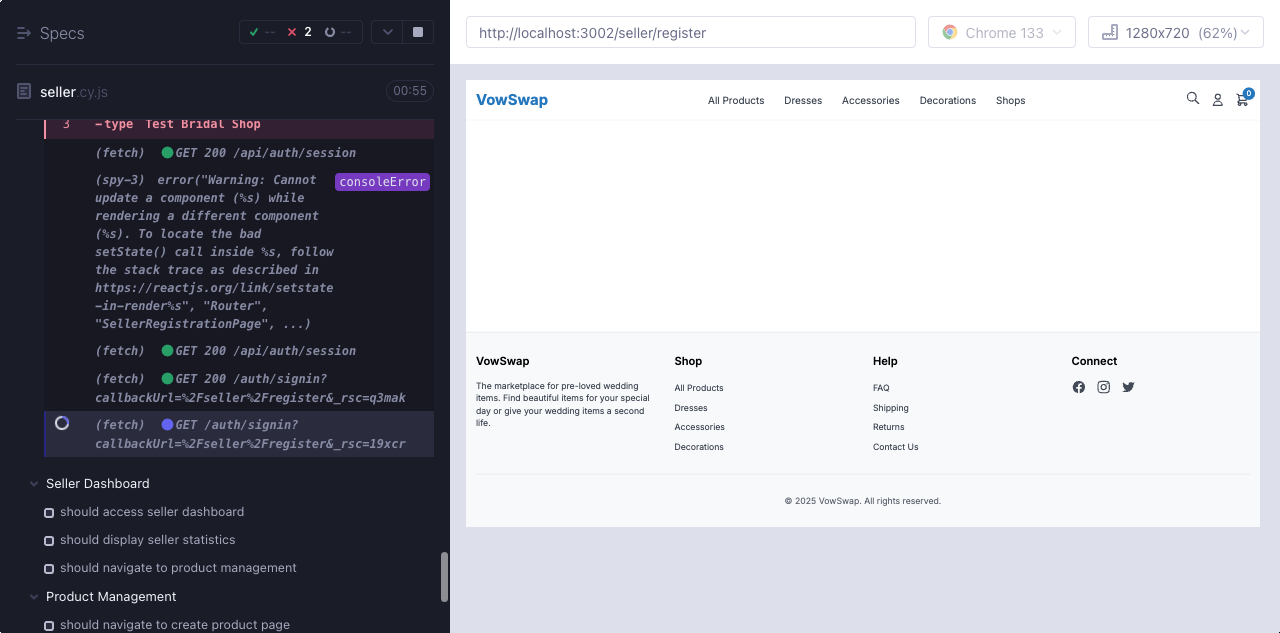 Specs
--
2
--
seller.cy.js
00:55
3 -type Test Bridal Shop
(fetch) GET 200 /api/auth/session
(spy-3) error("Warning: Cannot
consoleError
update a component (%s) while
rendering a different component
(%s). To locate the bad
setState() call inside %s, follow
the stack trace as described in
https://reactjs.org/link/setstate
-in-render%s", "Router",
"SellerRegistrationPage", ...)
(fetch) GET 200 /api/auth/session
(fetch) GET 200 /auth/signin?
callbackUrl=%2Fseller%2Fregister&_rsc=q3mak
(fetch) GET /auth/signin?
callbackUrl=%2Fseller%2Fregister&_rsc=19xcr
Seller Dashboard
should access seller dashboard
should display seller statistics
should navigate to product management
Product Management
should navigate to create product page
http://localhost:3002/seller/register
Chrome 133
1280x720 (62%)
VowSwap
All Products Dresses Accessories Decorations Shops
0
VowSwap
The marketplace for pre-loved wedding
items. Find beautiful items for your special
day or give your wedding items a second
life.
Shop
All Products
Dresses
Accessories
Decorations
Help
FAQ
Shipping
Returns
Contact Us
Connect
© 2025 VowSwap. All rights reserved.